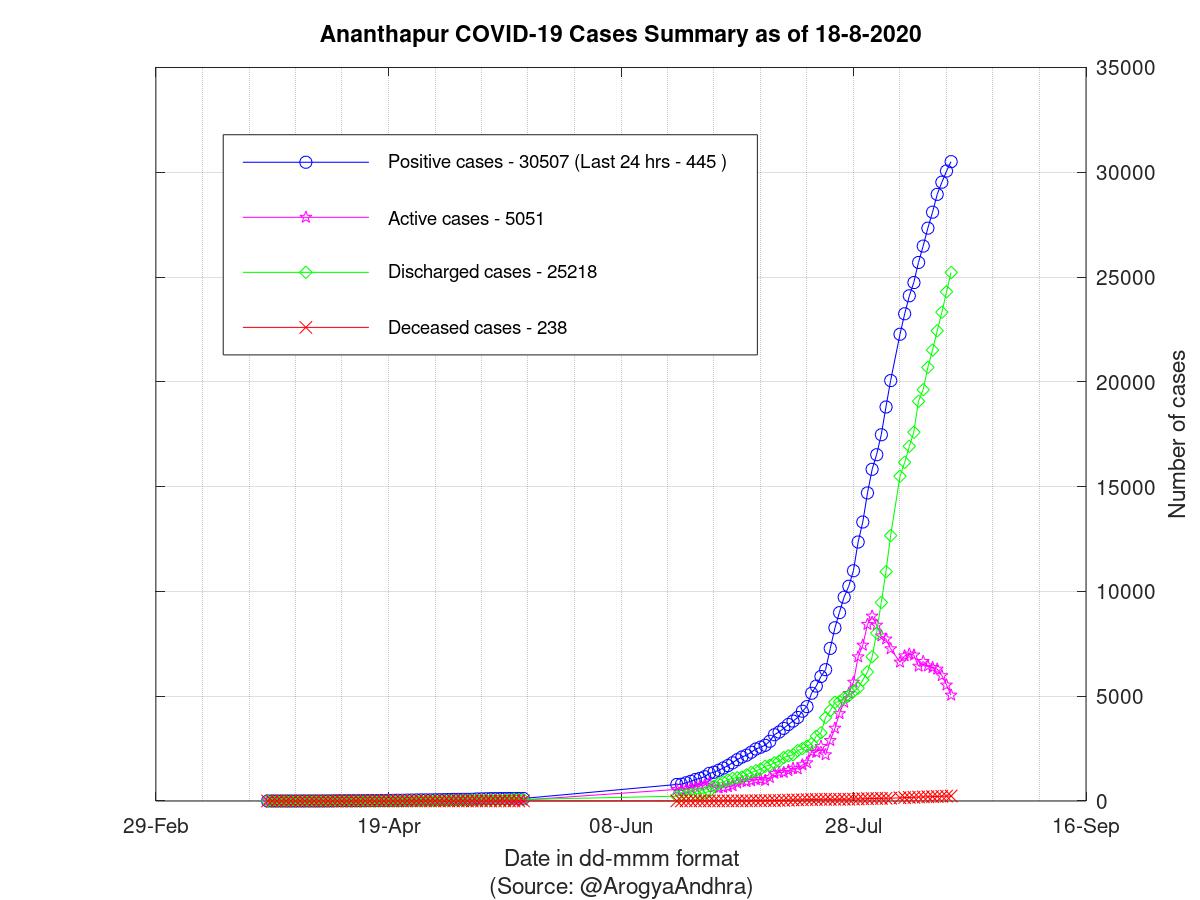 Ananthapur COVID-19 Cases Summary as of 18-8-2020
35000
30000
25000
20000
15000
10000
5000
0
Number of cases
Positive cases - 30507 (Last 24 hrs - 445 )
Active cases - 5051
Discharged cases - 25218
Deceased cases - 238
29-Feb 19-Apr 08-Jun 28-Jul 16-Sep
Date in dd-mmm format
(Source: @ArogyaAndhra)